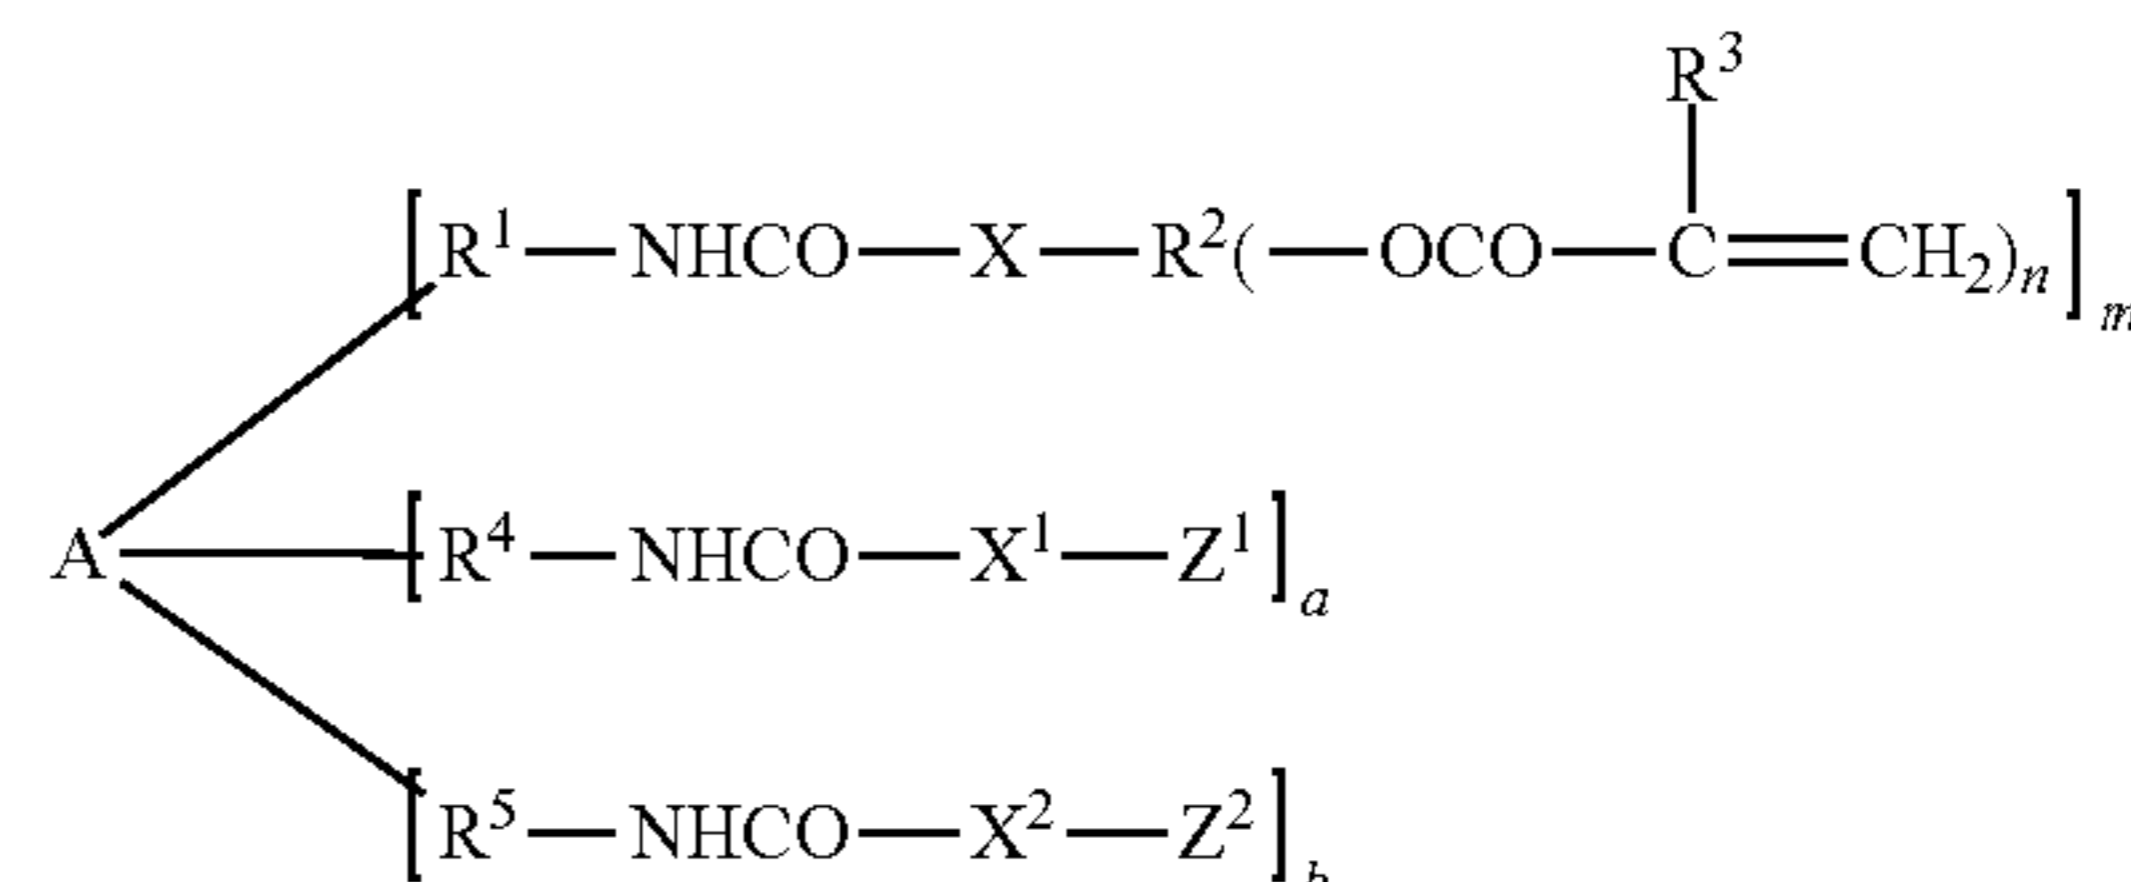 R³
[R¹—NHCO—X—R²(—OCO—C=CH₂)ₙ]ₘ
A [R⁴—NHCO—X¹—Z¹]ₐ
[R⁵—NHCO—X²—Z²]b